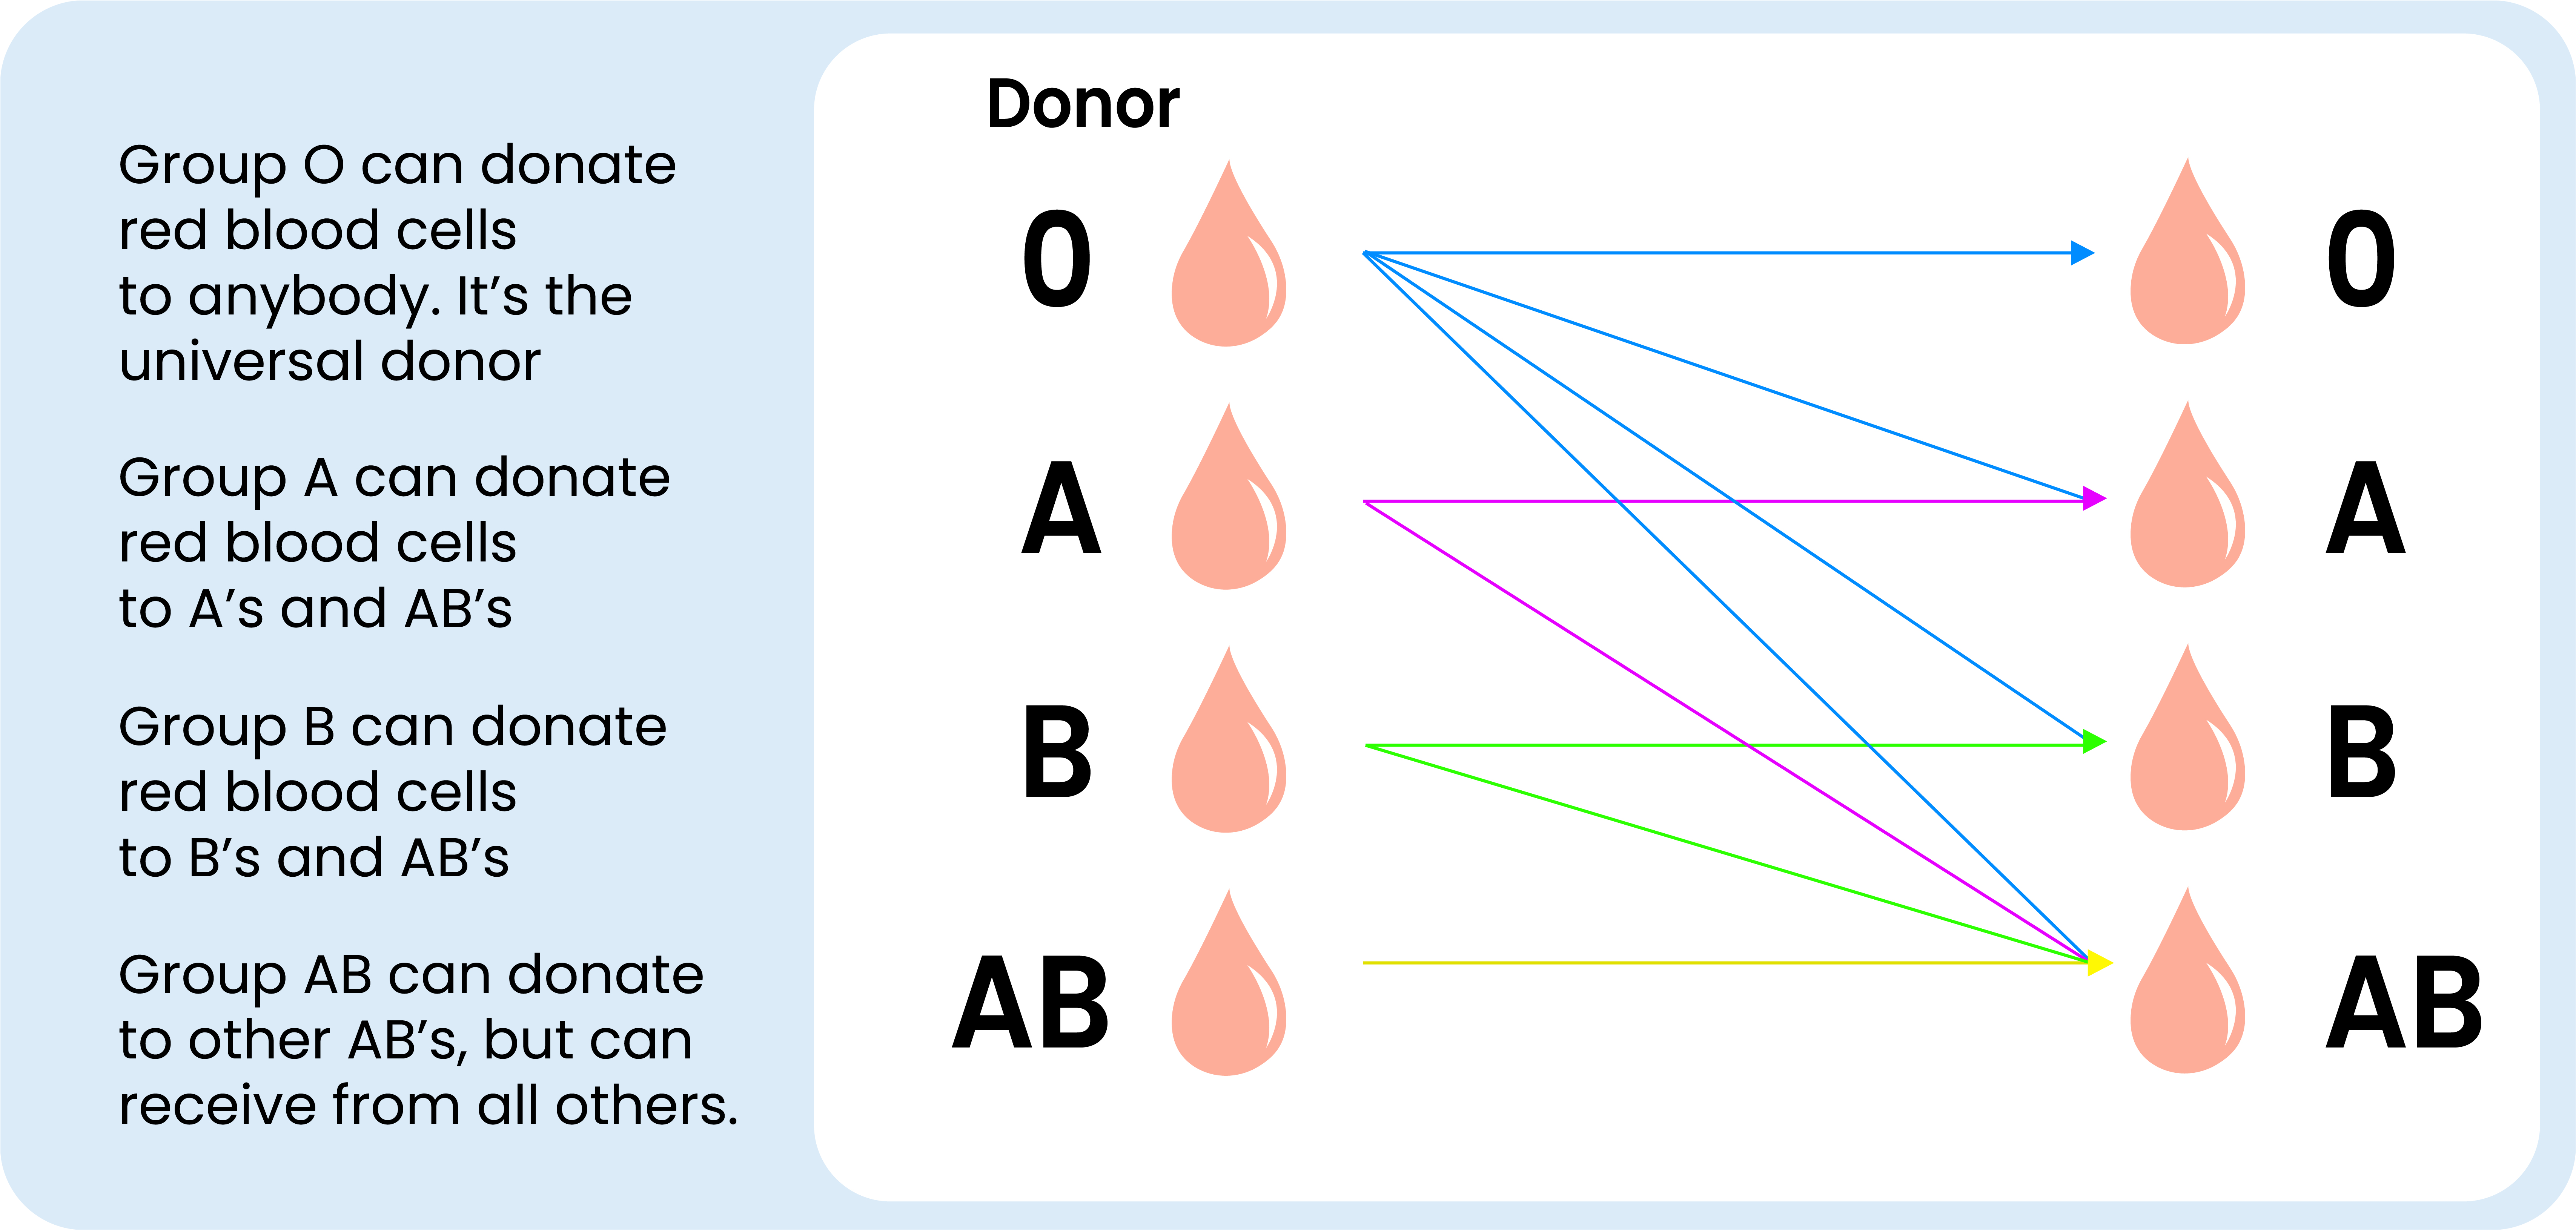 Group O can donate
red blood cells
to anybody. It’s the
universal donor
Group A can donate
red blood cells
to A’s and AB’s
Group B can donate
red blood cells
to B’s and AB’s
Group AB can donate
to other AB’s, but can
receive from all others.
Donor
O O
A A
B B
AB AB